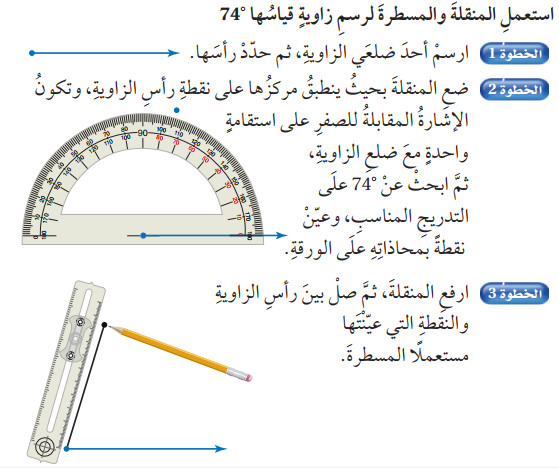 استعملِ المنقلةَ والمسطرةَ لرسمِ زاويةٍ قياسُها 74°
الخطوة 1 ارسمْ أحدَ ضلعَي الزاويةِ، ثم حدّدْ رأسَها.
الخطوة 2 ضعِ المنقلةَ بحيثُ ينطبقُ مركزُها على نقطةِ رأسِ الزاويةِ، وتكونُ
الإشارةُ المقابلةُ للصفرِ على استقامةٍ
واحدةٍ معَ ضلعِ الزاويةِ،
ثمَّ ابحثْ عنْ 74° علَى
التدريجِ المناسبِ، وعيّنْ
نقطةً بمحاذاتِهِ علَى الورقةِ.
الخطوة 3 ارفعِ المنقلةَ، ثمَّ صلْ بينَ رأسِ الزاويةِ
والنقطةِ التي عيّنْتَها
مستعملًا المسطرةَ.